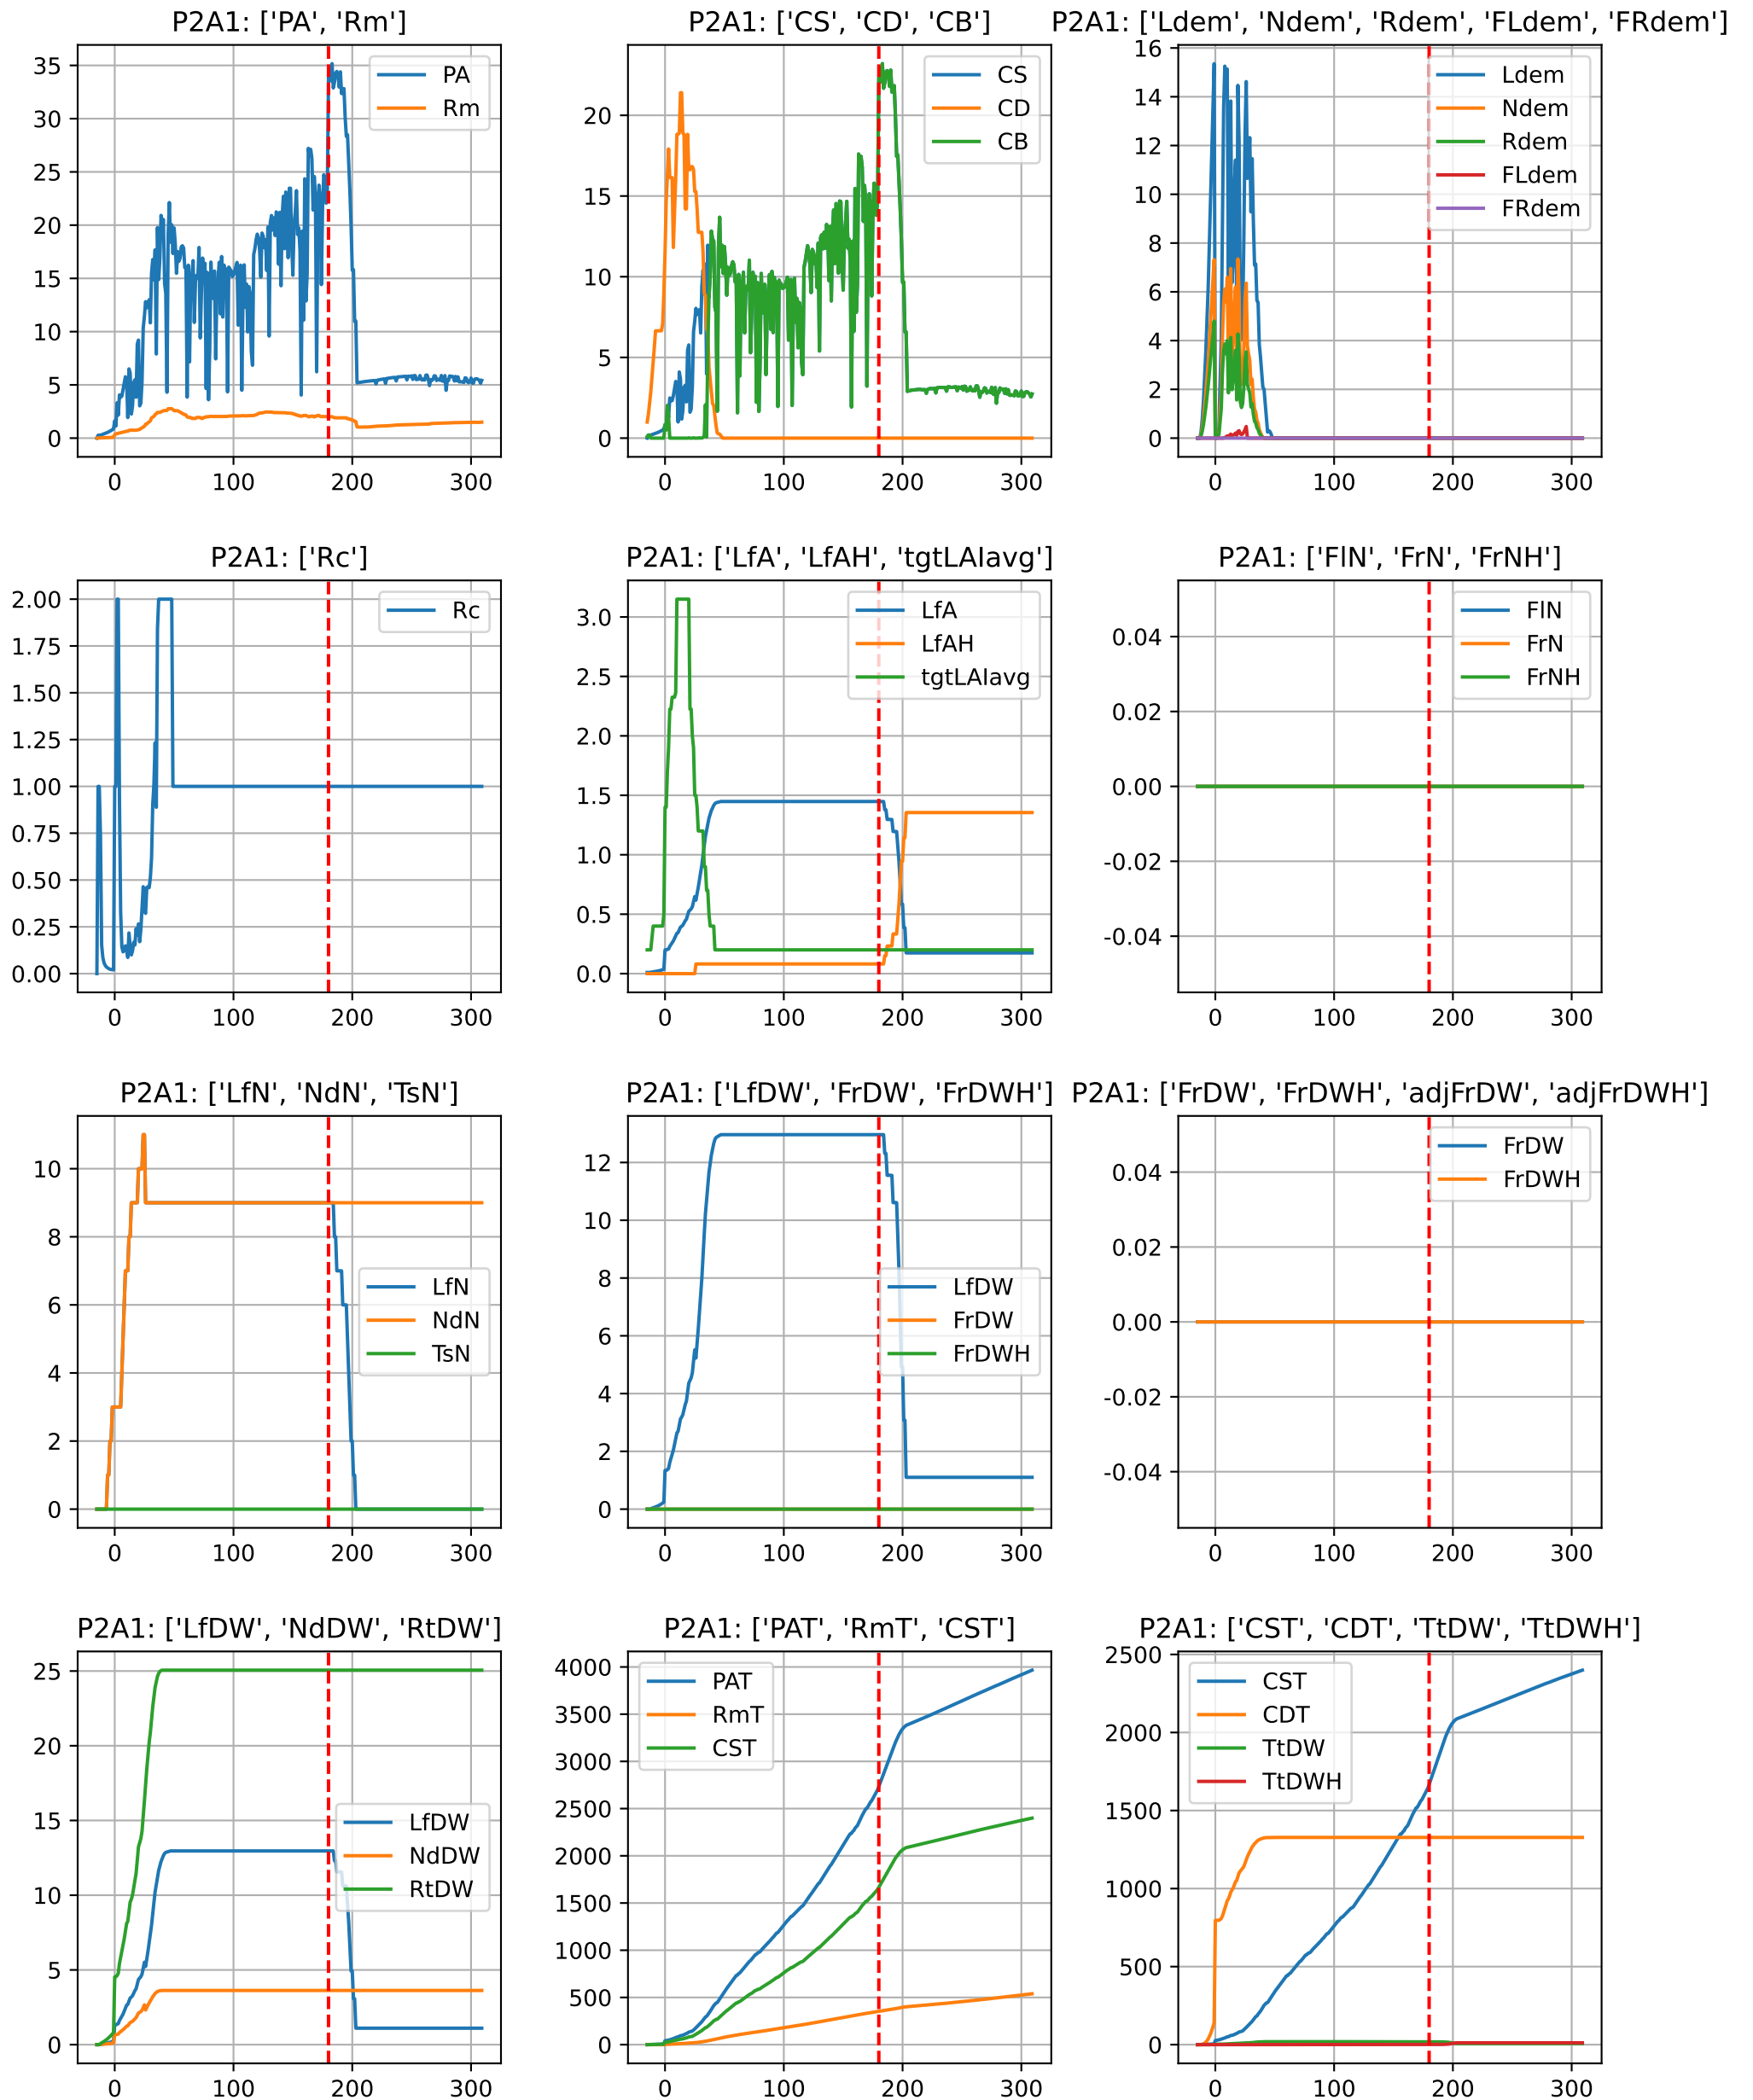 P2A1: ['PA', 'Rm']
35
30
25
20
15
10
5
0
0 100 200 300
PA
Rm
P2A1: ['CS', 'CD', 'CB']
20
15
10
5
0
0 100 200 300
CS
CD
CB
P2A1: ['Ldem', 'Ndem', 'Rdem', 'FLdem', 'FRdem']
16
14
12
10
8
6
4
2
0
0 100 200 300
Ldem
Ndem
Rdem
FLdem
FRdem
P2A1: ['Rc']
2.00
1.75
1.50
1.25
1.00
0.75
0.50
0.25
0.00
0 100 200 300
Rc
P2A1: ['LfA', 'LfAH', 'tgtLAIavg']
3.0
2.5
2.0
1.5
1.0
0.5
0.0
0 100 200 300
LfA
LfAH
tgtLAIavg
P2A1: ['FlN', 'FrN', 'FrNH']
0.04
0.02
0.00
-0.02
-0.04
0 100 200 300
FlN
FrN
FrNH
P2A1: ['LfN', 'NdN', 'TsN']
10
8
6
4
2
0
0 100 200 300
LfN
NdN
TsN
P2A1: ['LfDW', 'FrDW', 'FrDWH']
12
10
8
6
4
2
0
0 100 200 300
LfDW
FrDW
FrDWH
P2A1: ['FrDW', 'FrDWH', 'adjFrDW', 'adjFrDWH']
0.04
0.02
0.00
-0.02
-0.04
0 100 200 300
FrDW
FrDWH
P2A1: ['LfDW', 'NdDW', 'RtDW']
25
20
15
10
5
0
0 100 200 300
LfDW
NdDW
RtDW
P2A1: ['PAT', 'RmT', 'CST']
4000
3500
3000
2500
2000
1500
1000
500
0
0 100 200 300
PAT
RmT
CST
P2A1: ['CST', 'CDT', 'TtDW', 'TtDWH']
2500
2000
1500
1000
500
0
0 100 200 300
CST
CDT
TtDW
TtDWH